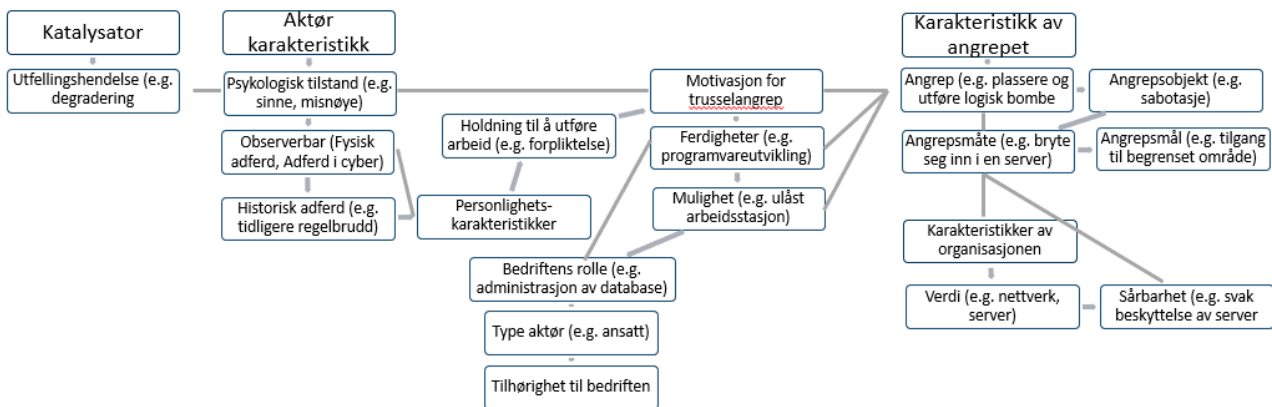 Katalysator
Utfellingshendelse (e.g.
degradering
Aktør
karakteristikk
Psykologisk tilstand (e.g.
sinne, misnøye)
Observerbar (Fysisk
adferd, Adferd i cyber)
Historisk adferd (e.g.
tidligere regelbrudd)
Holdning til å utføre
arbeid (e.g. forpliktelse)
Personlighets-
karakteristikker
Motivasjon for
trusselangrep
Ferdigheter (e.g.
programvareutvikling)
Mulighet (e.g. ulåst
arbeidsstasjon)
Bedriftens rolle (e.g.
administrasjon av database)
Type aktør (e.g. ansatt)
Tilhørighet til bedriften
Karakteristikk av
angrepet
Angrep (e.g. plassere og
utføre logisk bombe
Angrepsobjekt (e.g.
sabotasje)
Angrepsmåte (e.g. bryte
seg inn i en server)
Angrepsmål (e.g. tilgang
til begrenset område)
Karakteristikker av
organisasjonen
Verdi (e.g. nettverk,
server)
Sårbarhet (e.g. svak
beskyttelse av server